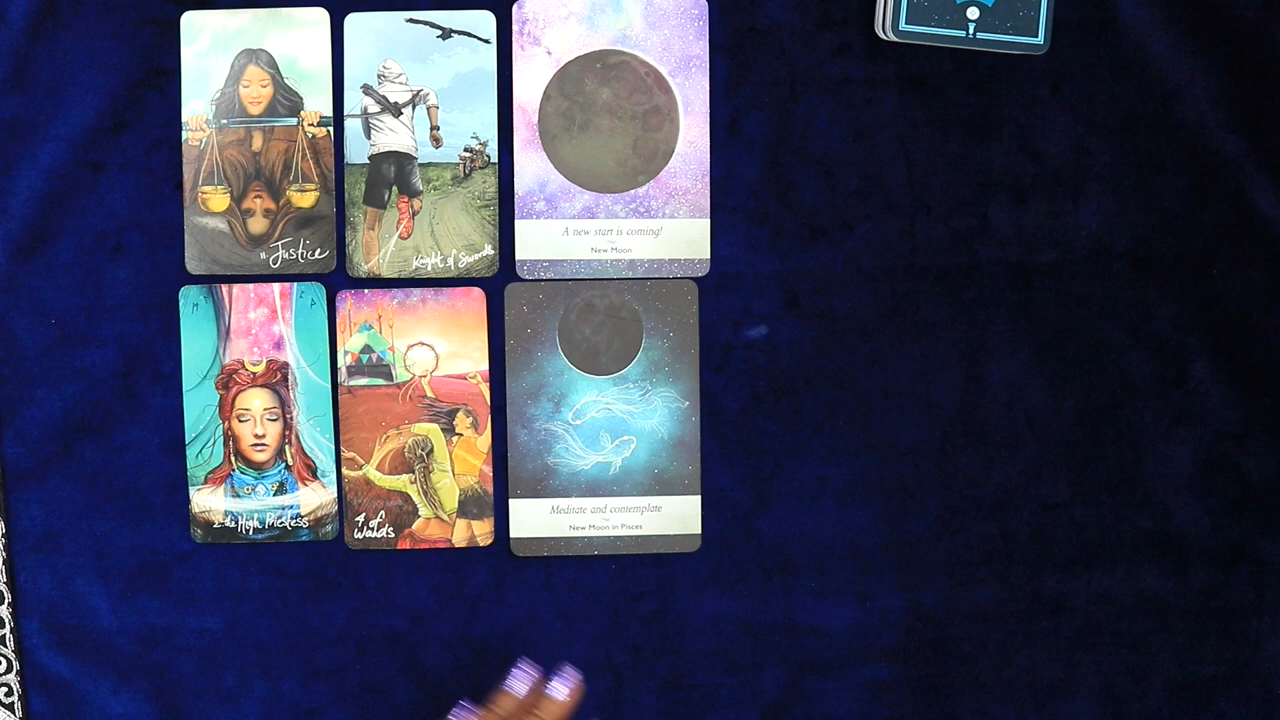 11. Justice
Knight of Swords
A new start is coming!
New Moon
2-the High Priestess
4 of
Wands
Meditate and contemplate
New Moon in Pisces